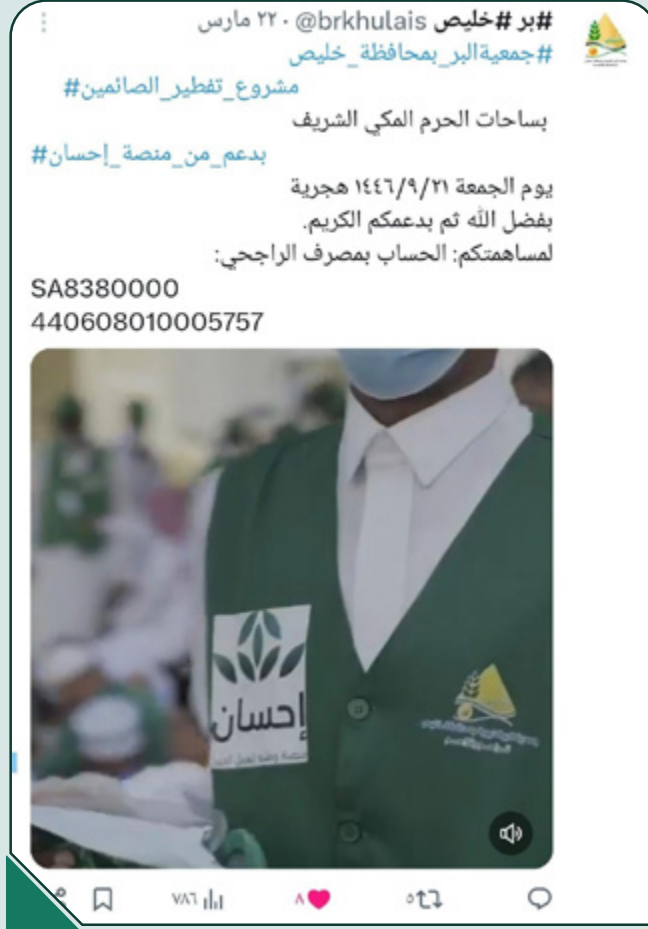 #بر #خليص @brkhulais · ٢٢ مارس
#جمعيةالبر_بمحافظة_خليص
#مشروع_تفطير_الصائمين
بساحات الحرم المكي الشريف
#بدعم_من_منصة_إحسان
يوم الجمعة ١٤٤٦/٩/٢١ هجرية
بفضل الله ثم بدعمكم الكريم.
لمساهمتكم: الحساب بمصرف الراجحي:
SA8380000
440608010005757
إحسان
٧٨٦ ٨ ٥